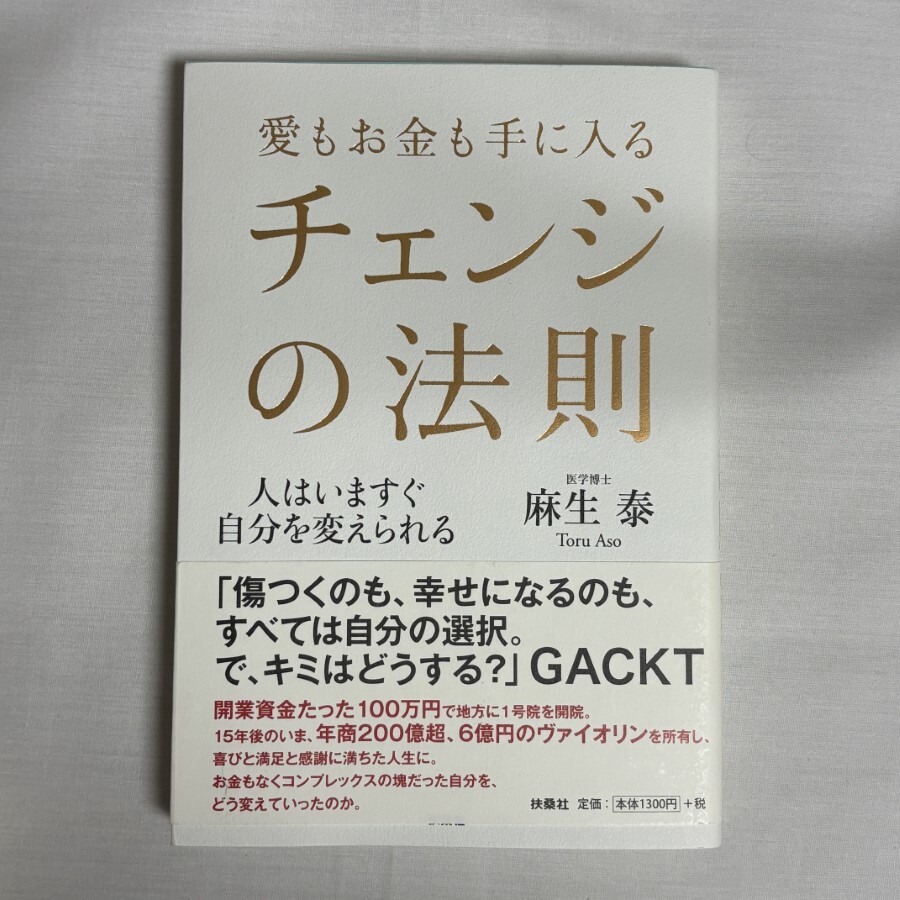 愛もお金も手に入る
チェンジ
の法則
人はいますぐ
自分を変えられる
医学博士
麻生 泰
Toru Aso
「傷つくのも、幸せになるのも、
すべては自分の選択。
で、キミはどうする?」GACKT
開業資金たった100万円で地方に1号院を開院。
15年後のいま、年商200億超、6億円のヴァイオリンを所有し、
喜びと満足と感謝に満ちた人生に。
お金もなくコンプレックスの塊だった自分を、
どう変えていったのか。
扶桑社 定価:本体1300円+税